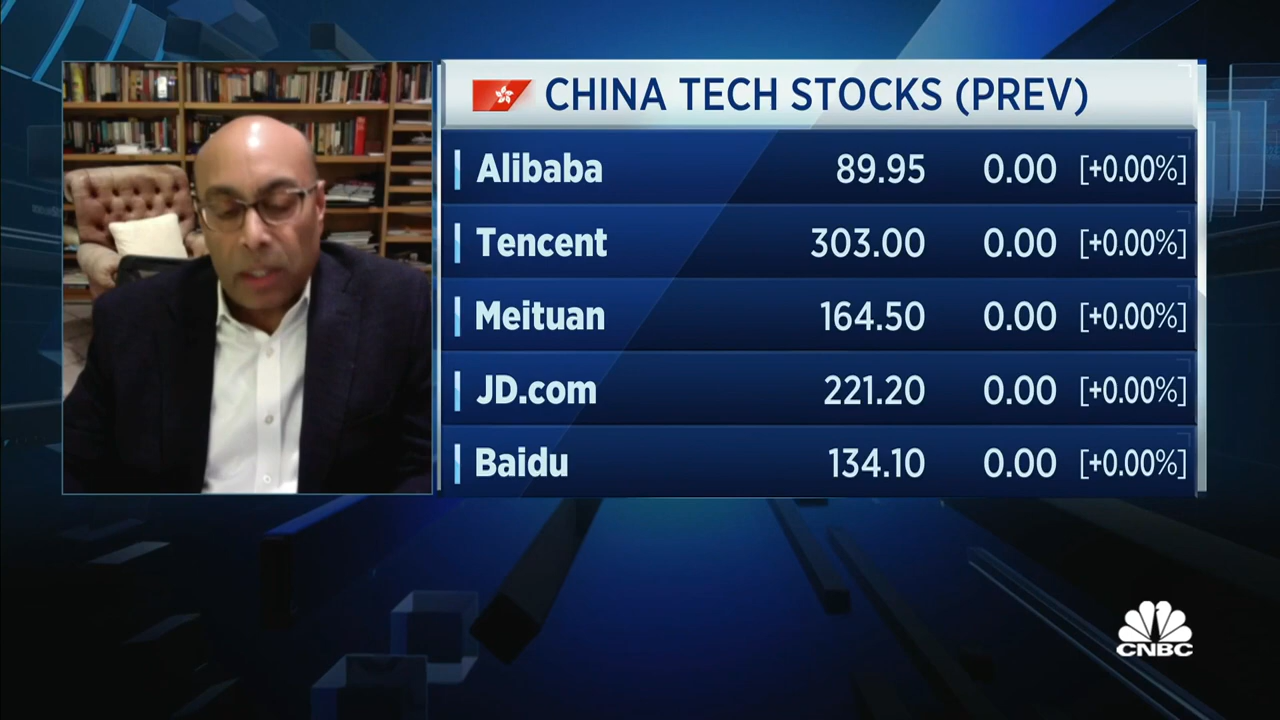 CHINA TECH STOCKS (PREV)
Alibaba 89.95 0.00 [+0.00%]
Tencent 303.00 0.00 [+0.00%]
Meituan 164.50 0.00 [+0.00%]
JD.com 221.20 0.00 [+0.00%]
Baidu 134.10 0.00 [+0.00%]
CNBC